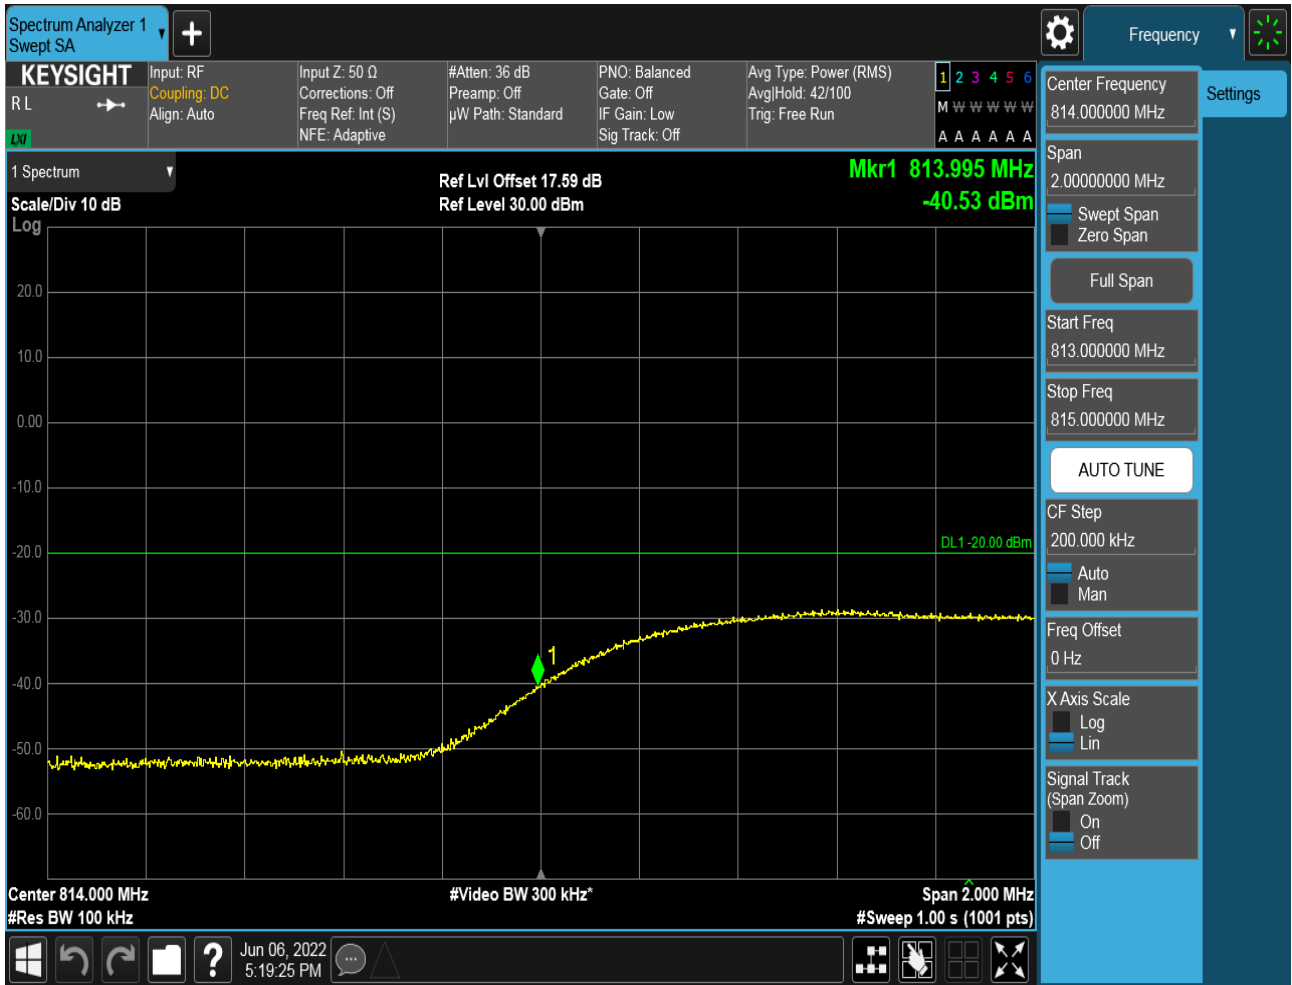 Spectrum Analyzer 1
Swept SA
+
Frequency
KEYSIGHT
R L
LXI
Input: RF
Coupling: DC
Align: Auto
Input Z: 50 Ω
Corrections: Off
Freq Ref: Int (S)
NFE: Adaptive
#Atten: 36 dB
Preamp: Off
µW Path: Standard
PNO: Balanced
Gate: Off
IF Gain: Low
Sig Track: Off
Avg Type: Power (RMS)
Avg|Hold: 42/100
Trig: Free Run
1 2 3 4 5 6
M W W W W W
A A A A A A
1 Spectrum
Scale/Div 10 dB
Log
Ref Lvl Offset 17.59 dB
Ref Level 30.00 dBm
Mkr1 813.995 MHz
-40.53 dBm
20.0
10.0
0.00
-10.0
-20.0
-30.0
-40.0
-50.0
-60.0
DL1 -20.00 dBm
1
Center 814.000 MHz
#Res BW 100 kHz
#Video BW 300 kHz*
Span 2.000 MHz
#Sweep 1.00 s (1001 pts)
?
Jun 06, 2022
5:19:25 PM
Center Frequency
814.000000 MHz
Settings
Span
2.00000000 MHz
Swept Span
Zero Span
Full Span
Start Freq
813.000000 MHz
Stop Freq
815.000000 MHz
AUTO TUNE
CF Step
200.000 kHz
Auto
Man
Freq Offset
0 Hz
X Axis Scale
Log
Lin
Signal Track
(Span Zoom)
On
Off